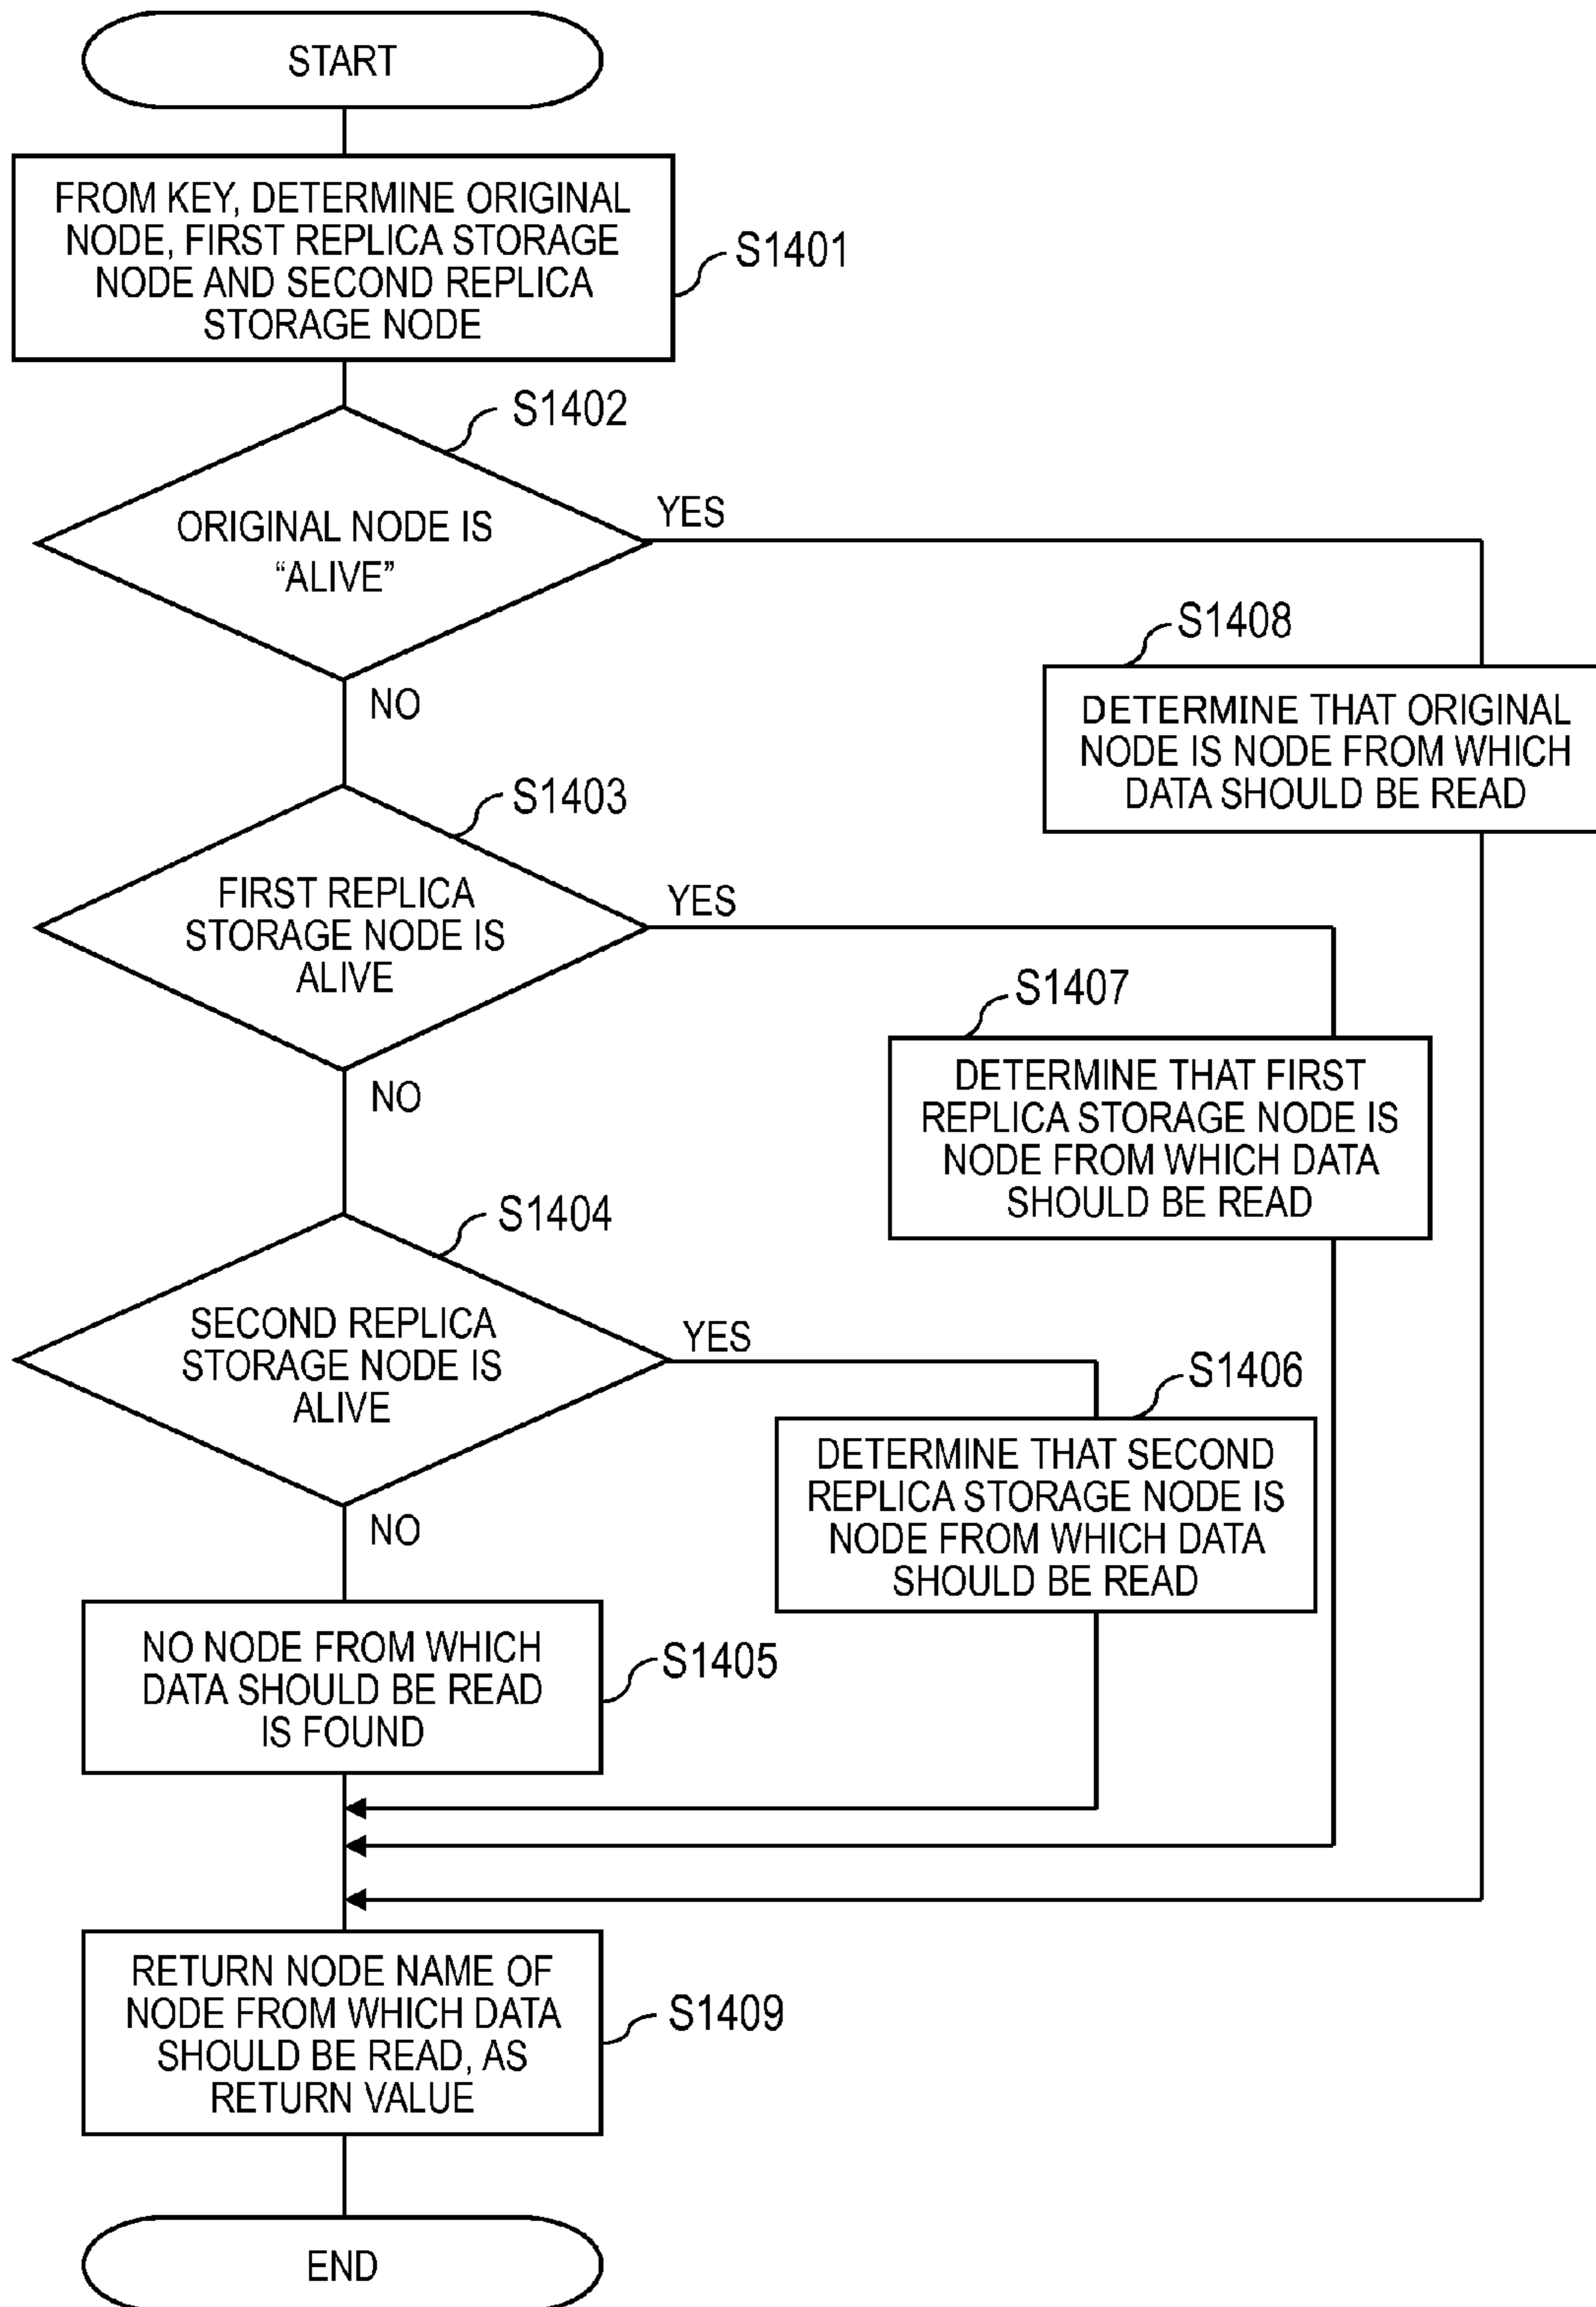 START
FROM KEY, DETERMINE ORIGINAL
NODE, FIRST REPLICA STORAGE
NODE AND SECOND REPLICA
STORAGE NODE
S1401
S1402
ORIGINAL NODE IS
“ALIVE”
YES
NO
S1408
DETERMINE THAT ORIGINAL
NODE IS NODE FROM WHICH
DATA SHOULD BE READ
S1403
FIRST REPLICA
STORAGE NODE IS
ALIVE
YES
NO
S1407
DETERMINE THAT FIRST
REPLICA STORAGE NODE IS
NODE FROM WHICH DATA
SHOULD BE READ
S1404
SECOND REPLICA
STORAGE NODE IS
ALIVE
YES
NO
S1406
DETERMINE THAT SECOND
REPLICA STORAGE NODE IS
NODE FROM WHICH DATA
SHOULD BE READ
NO NODE FROM WHICH
DATA SHOULD BE READ
IS FOUND
S1405
RETURN NODE NAME OF
NODE FROM WHICH DATA
SHOULD BE READ, AS
RETURN VALUE
S1409
END